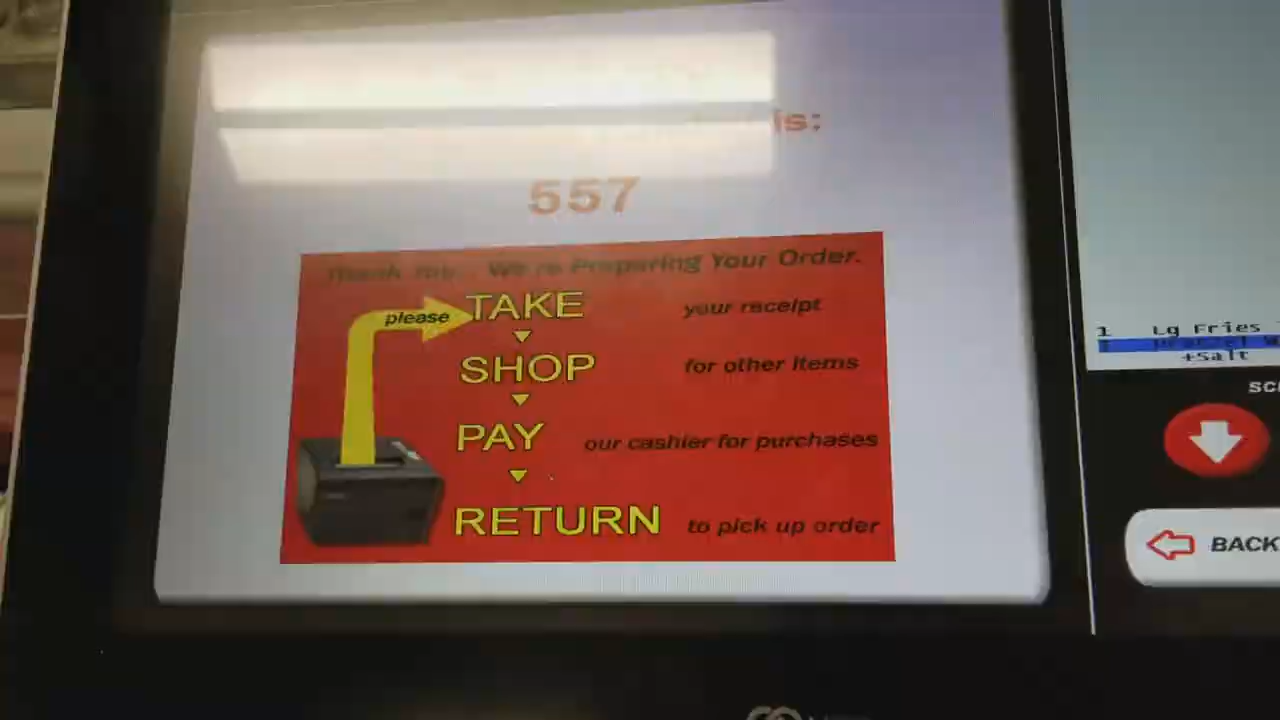 is:
557
Thank You... We're Preparing Your Order.
please TAKE your receipt
SHOP for other items
PAY our cashier for purchases
RETURN to pick up order
1 Lg Fries
1
+Salt
BACK